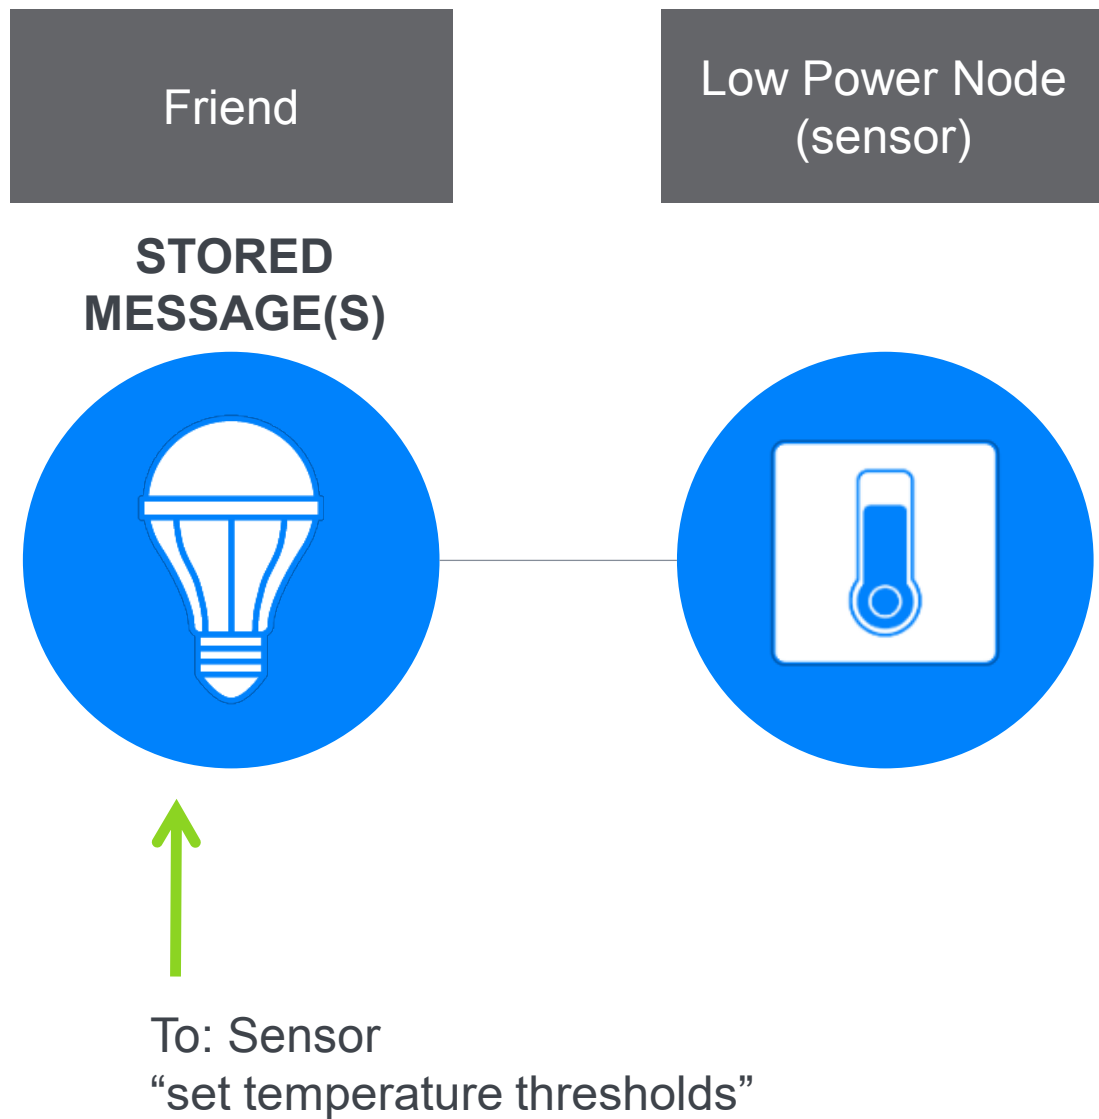 Friend
Low Power Node
(sensor)
STORED
MESSAGE(S)
To: Sensor
“set temperature thresholds”